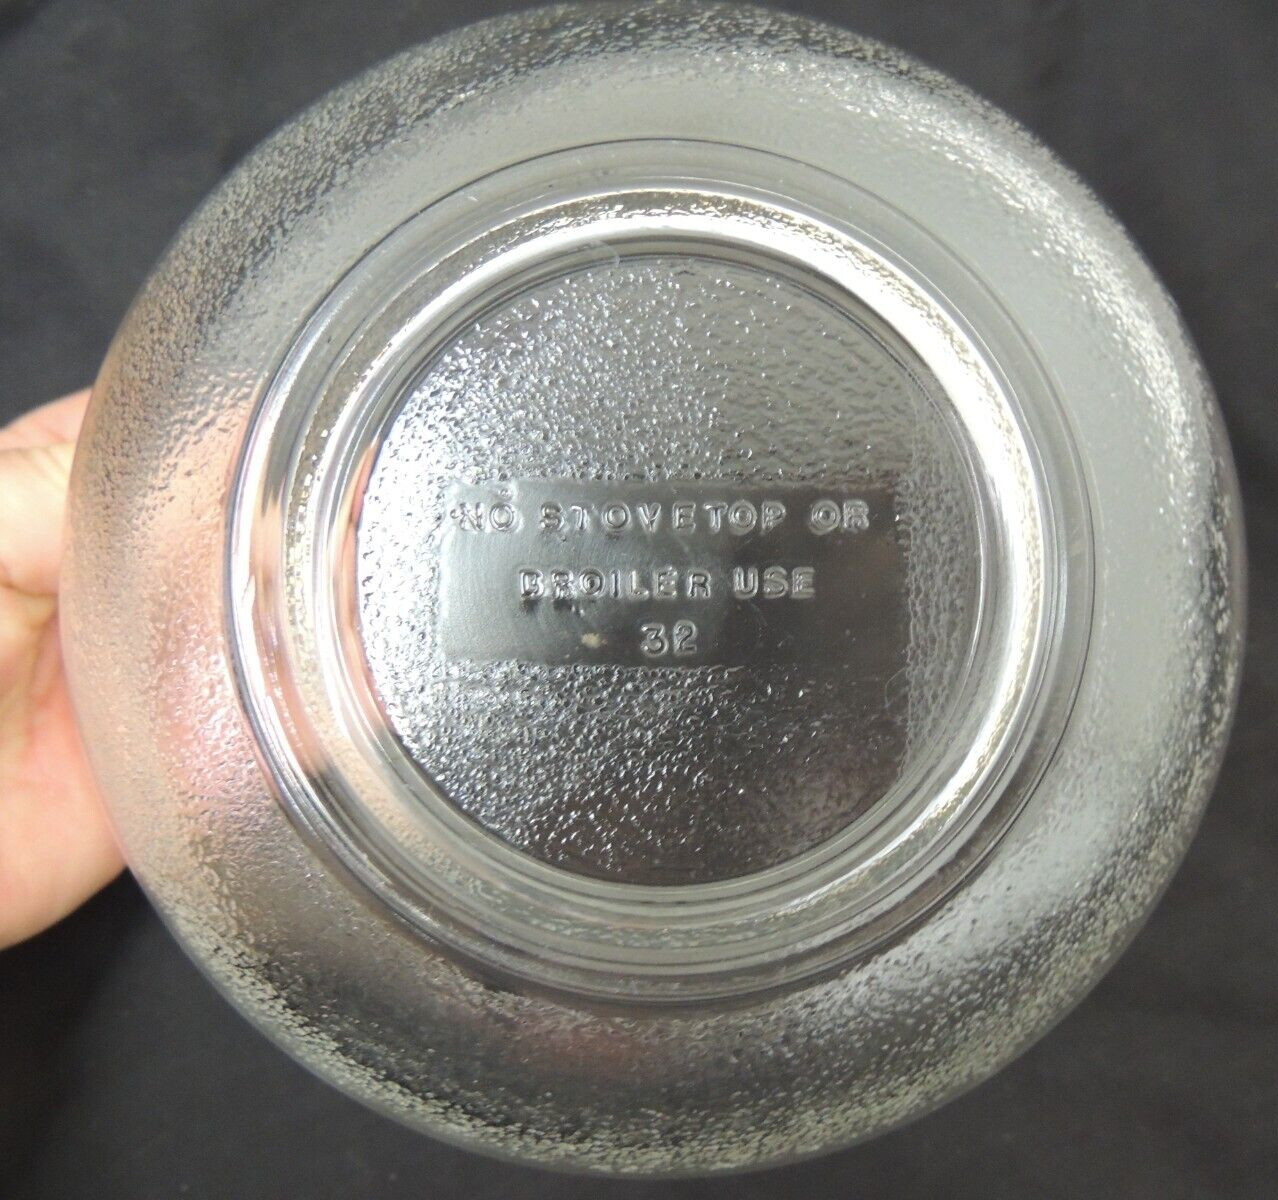 NO STOVETOP OR
BROILER USE
32